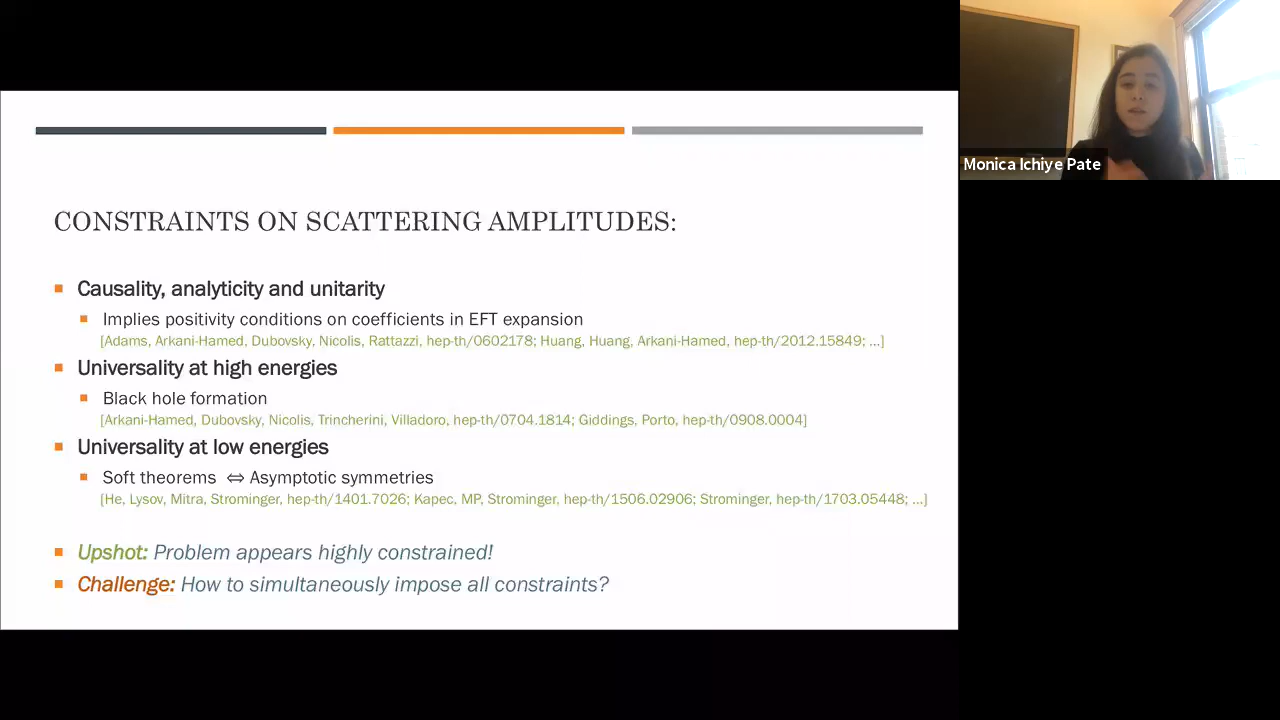 CONSTRAINTS ON SCATTERING AMPLITUDES:
Causality, analyticity and unitarity
Implies positivity conditions on coefficients in EFT expansion
[Adams, Arkani-Hamed, Dubovsky, Nicolis, Rattazzi, hep-th/0602178; Huang, Huang, Arkani-Hamed, hep-th/2012.15849; ...]
Universality at high energies
Black hole formation
[Arkani-Hamed, Dubovsky, Nicolis, Trincherini, Villadoro, hep-th/0704.1814; Giddings, Porto, hep-th/0908.0004]
Universality at low energies
Soft theorems ⇔ Asymptotic symmetries
[He, Lysov, Mitra, Strominger, hep-th/1401.7026; Kapec, MP, Strominger, hep-th/1506.02906; Strominger, hep-th/1703.05448; ...]
Upshot: Problem appears highly constrained!
Challenge: How to simultaneously impose all constraints?
Monica Ichiye Pate